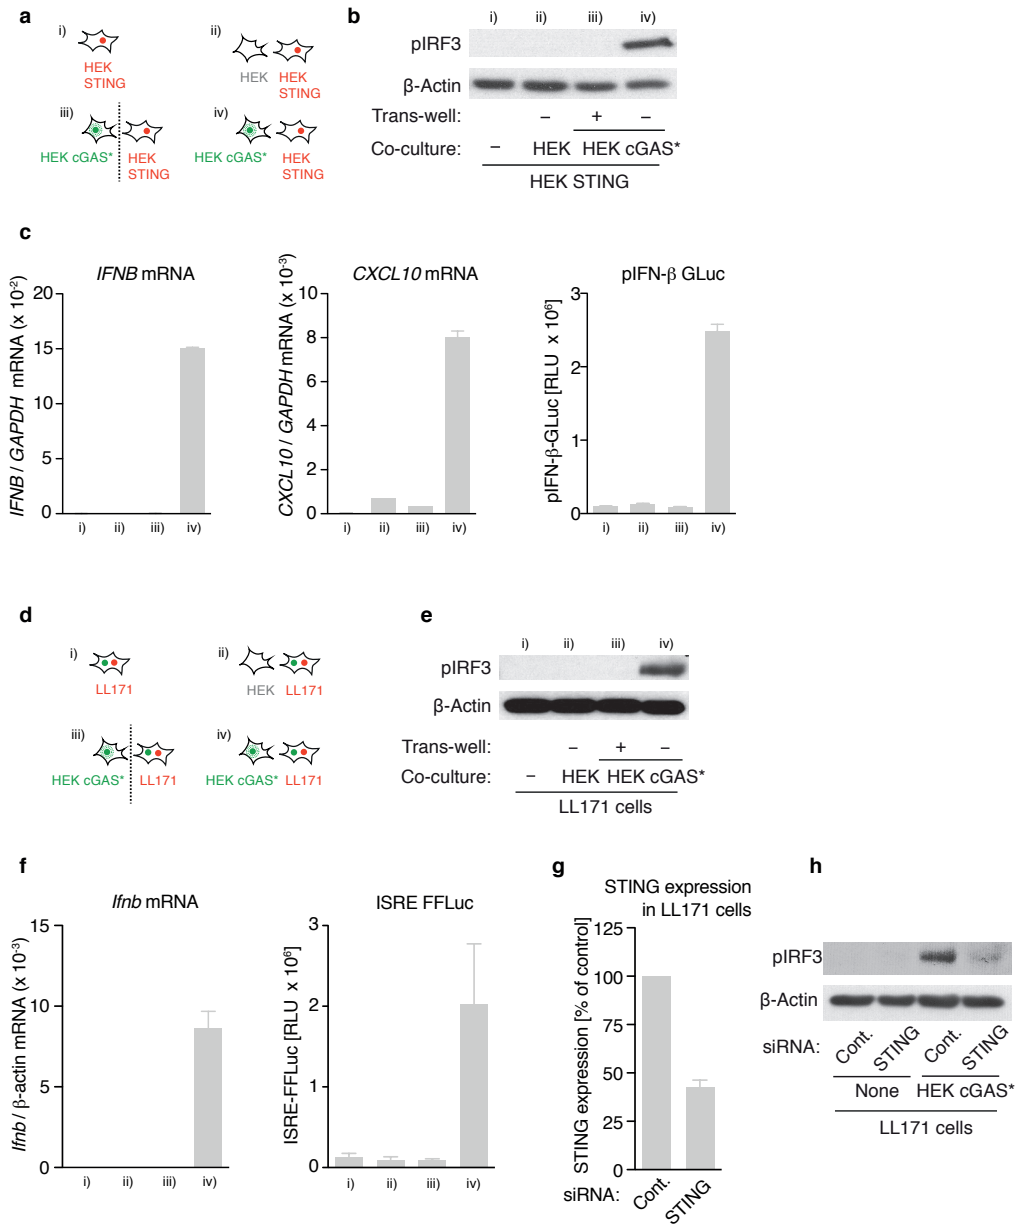 a
i)
HEK
STING
ii)
HEK
HEK
STING
iii)
HEK cGAS*
HEK
STING
iv)
HEK cGAS*
HEK
STING
b
i) ii) iii) iv)
pIRF3
β-Actin
Trans-well: – + –
Co-culture: – HEK HEK cGAS*
HEK STING
c
IFNB mRNA
IFNB / GAPDH mRNA (x 10-2)
20
15
10
5
0
i) ii) iii) iv)
CXCL10 mRNA
CXCL10 / GAPDH mRNA (x 10-3)
10
8
6
4
2
0
i) ii) iii) iv)
pIFN-β GLuc
pIFN-β-GLuc [RLU x 10⁶]
3
2
1
0
i) ii) iii) iv)
d
i)
LL171
ii)
HEK LL171
iii)
HEK cGAS* LL171
iv)
HEK cGAS* LL171
e
i) ii) iii) iv)
pIRF3
β-Actin
Trans-well: – + –
Co-culture: – HEK HEK cGAS*
LL171 cells
f
Ifnb mRNA
Ifnb / β-actin mRNA (x 10-3)
15
10
5
0
i) ii) iii) iv)
ISRE FFLuc
ISRE-FFLuc [RLU x 10⁶]
3
2
1
0
i) ii) iii) iv)
g
STING expression
in LL171 cells
STING expression [% of control]
125
100
75
50
25
0
siRNA: Cont. STING
h
pIRF3
β-Actin
siRNA: Cont. STING Cont. STING
None HEK cGAS*
LL171 cells